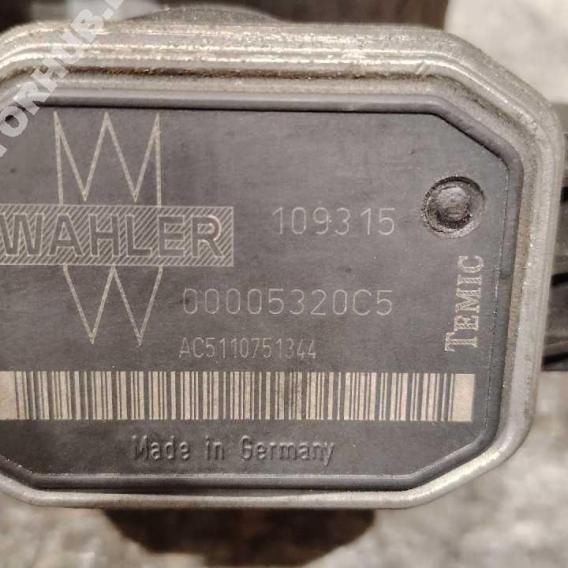 WAHLER
109315
00005320C5
AC5110751344
TEMIC
Made in Germany